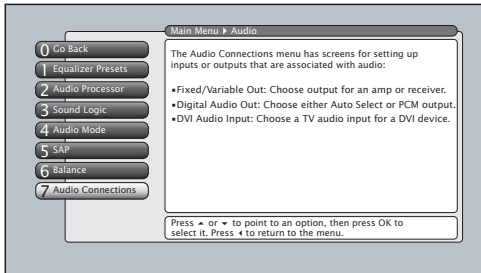 Main Menu ▸ Audio
0 Go Back
1 Equalizer Presets
2 Audio Processor
3 Sound Logic
4 Audio Mode
5 SAP
6 Balance
7 Audio Connections
The Audio Connections menu has screens for setting up
inputs or outputs that are associated with audio:
▪Fixed/Variable Out: Choose output for an amp or receiver.
▪Digital Audio Out: Choose either Auto Select or PCM output.
▪DVI Audio Input: Choose a TV audio input for a DVI device.
Press ▴ or ▾ to point to an option, then press OK to
select it. Press ◂ to return to the menu.